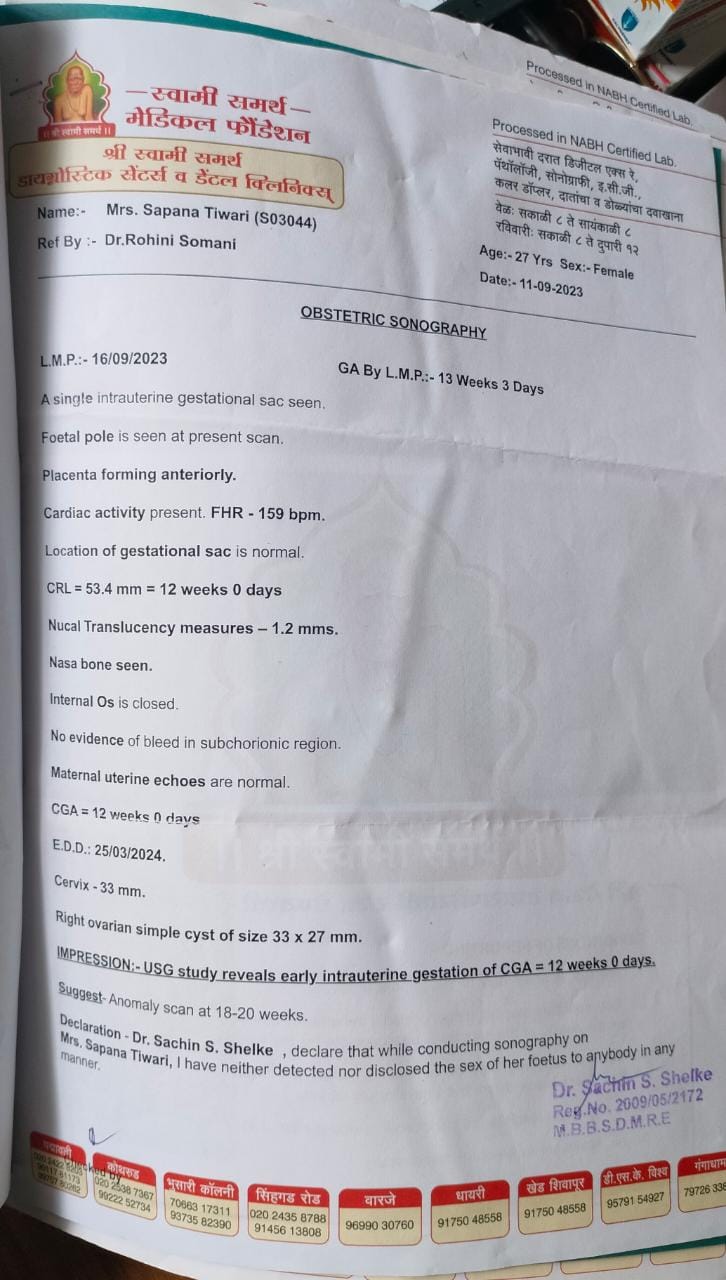 Processed in NABH Certified Lab.
॥ श्री स्वामी समर्थ ॥
स्वामी समर्थ
मेडिकल फौंडेशन
श्री स्वामी समर्थ
डायग्नोस्टिक सेंटर्स व डेंटल क्लिनिक्स्
Processed in NABH Certified Lab.
सेवाभावी दरात डिजीटल एक्स रे,
पॅथॉलॉजी, सोनोग्राफी, इ.सी.जी.,
कलर डॉप्लर, दातांचा व डोळ्यांचा दवाखाना
वेळ: सकाळी ८ ते सायंकाळी ८
रविवारी: सकाळी ८ ते दुपारी १२
Name:- Mrs. Sapana Tiwari (S03044)
Ref By :- Dr.Rohini Somani
Age:- 27 Yrs Sex:- Female
Date:- 11-09-2023
OBSTETRIC SONOGRAPHY
L.M.P.:- 16/09/2023 GA By L.M.P.:- 13 Weeks 3 Days
A single intrauterine gestational sac seen.
Foetal pole is seen at present scan.
Placenta forming anteriorly.
Cardiac activity present. FHR - 159 bpm.
Location of gestational sac is normal.
CRL = 53.4 mm = 12 weeks 0 days
Nucal Translucency measures – 1.2 mms.
Nasa bone seen.
Internal Os is closed.
No evidence of bleed in subchorionic region.
Maternal uterine echoes are normal.
CGA = 12 weeks 0 days
E.D.D.: 25/03/2024.
Cervix - 33 mm.
Right ovarian simple cyst of size 33 x 27 mm.
IMPRESSION:- USG study reveals early intrauterine gestation of CGA = 12 weeks 0 days.
Suggest- Anomaly scan at 18-20 weeks.
Declaration - Dr. Sachin S. Shelke , declare that while conducting sonography on
Mrs. Sapana Tiwari, I have neither detected nor disclosed the sex of her foetus to anybody in any
manner.
Dr. Sachin S. Shelke
Reg.No. 2009/05/2172
M.B.B.S.D.M.R.E
॥ श्री स्वामी समर्थ ॥
पद्मावती
कोथरुड
020 2538 7367
99222 52734
भुसारी कॉलनी
70663 17311
93735 82390
सिंहगड रोड
020 2435 8788
91456 13808
वारजे
96990 30760
धायरी
91750 48558
खेड शिवापूर
91750 48558
डी.एस.के. विश्व
95791 54927
गंगाधाम
79726 338